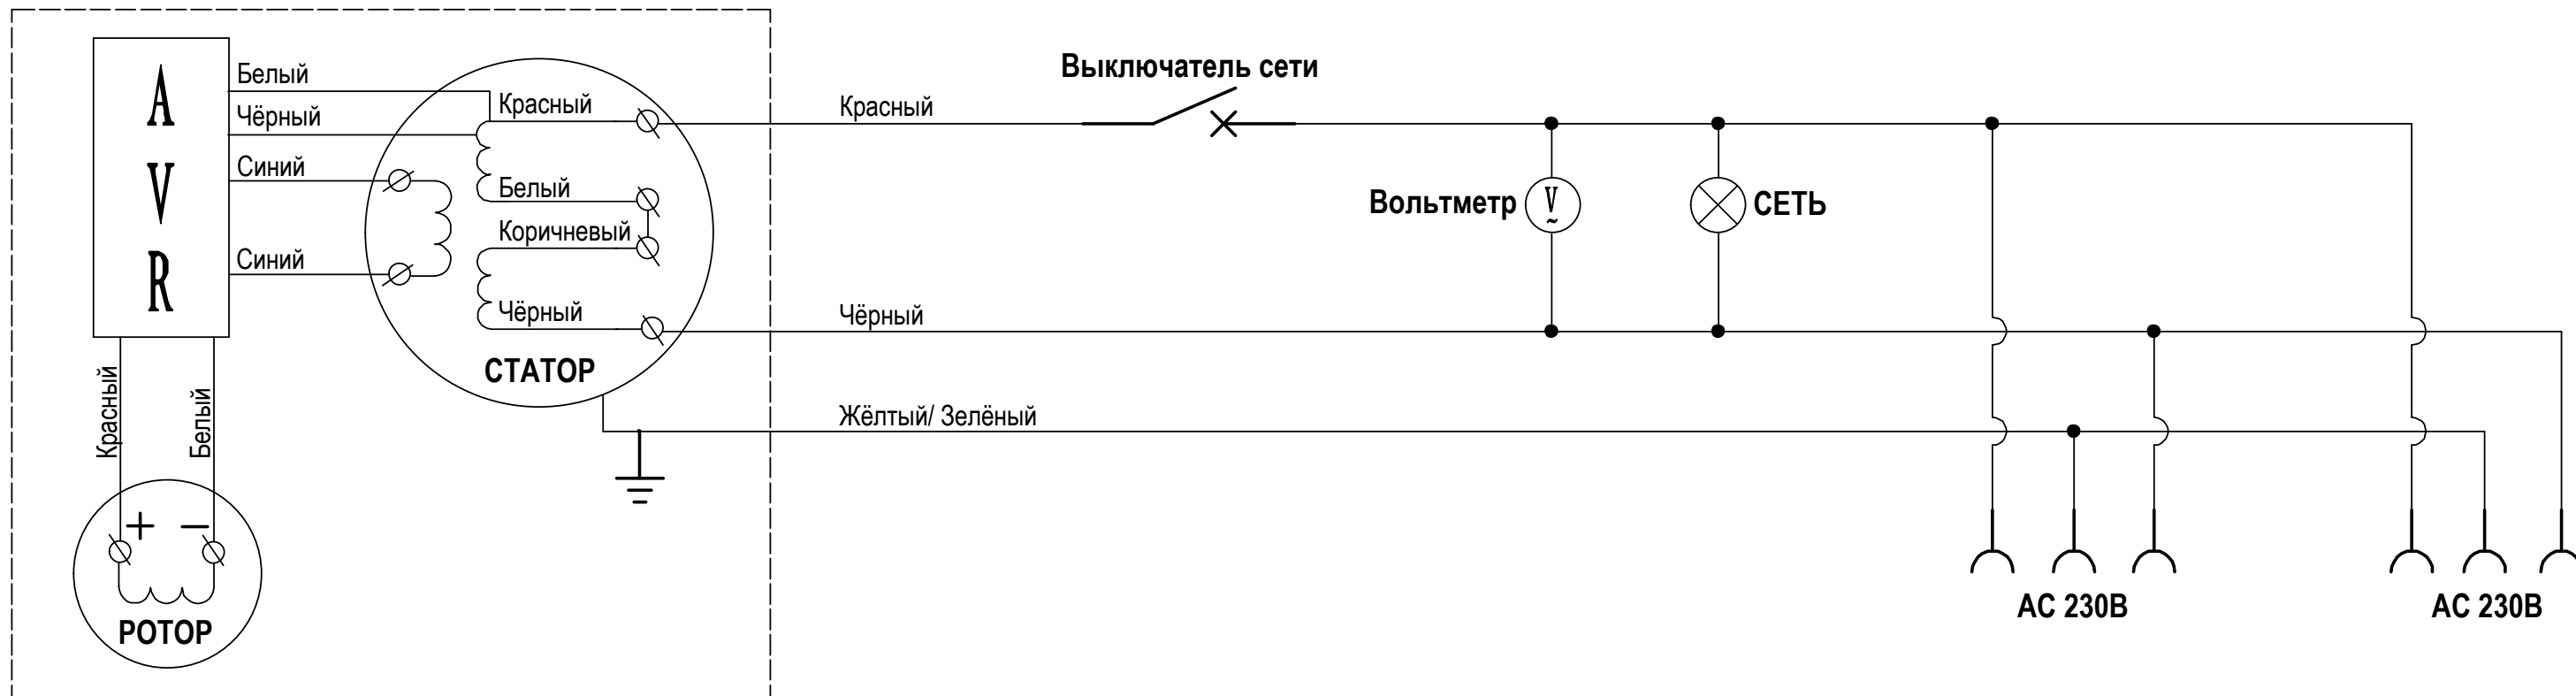 Выключатель сети
Белый
Чёрный
Синий
Синий
A
V
R
Красный
Белый
Коричневый
Чёрный
СТАТОР
Красный
Чёрный
Жёлтый/ Зелёный
Вольтметр
V
~
СЕТЬ
Красный
Белый
+ −
РОТОР
AC 230В
AC 230В